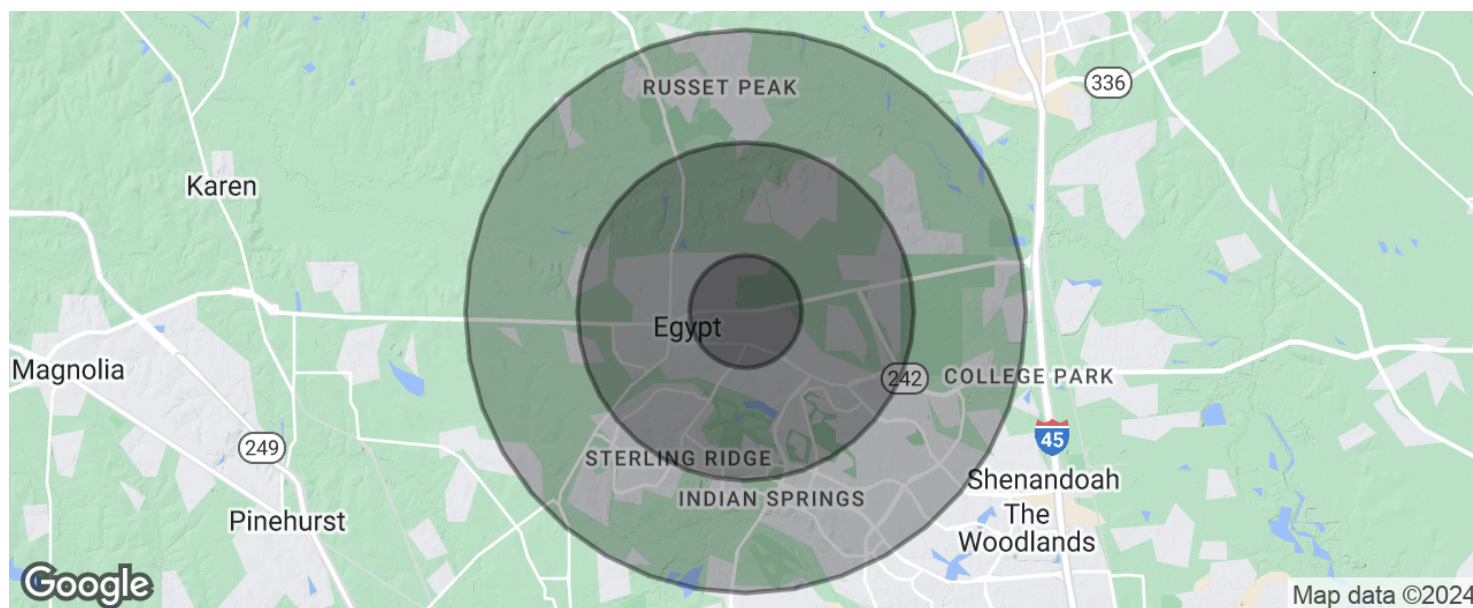 RUSSET PEAK
336
Karen
Egypt
Magnolia
242
COLLEGE PARK
249
45
STERLING RIDGE
Shenandoah
INDIAN SPRINGS
Pinehurst
The
Woodlands
Google
Map data ©2024